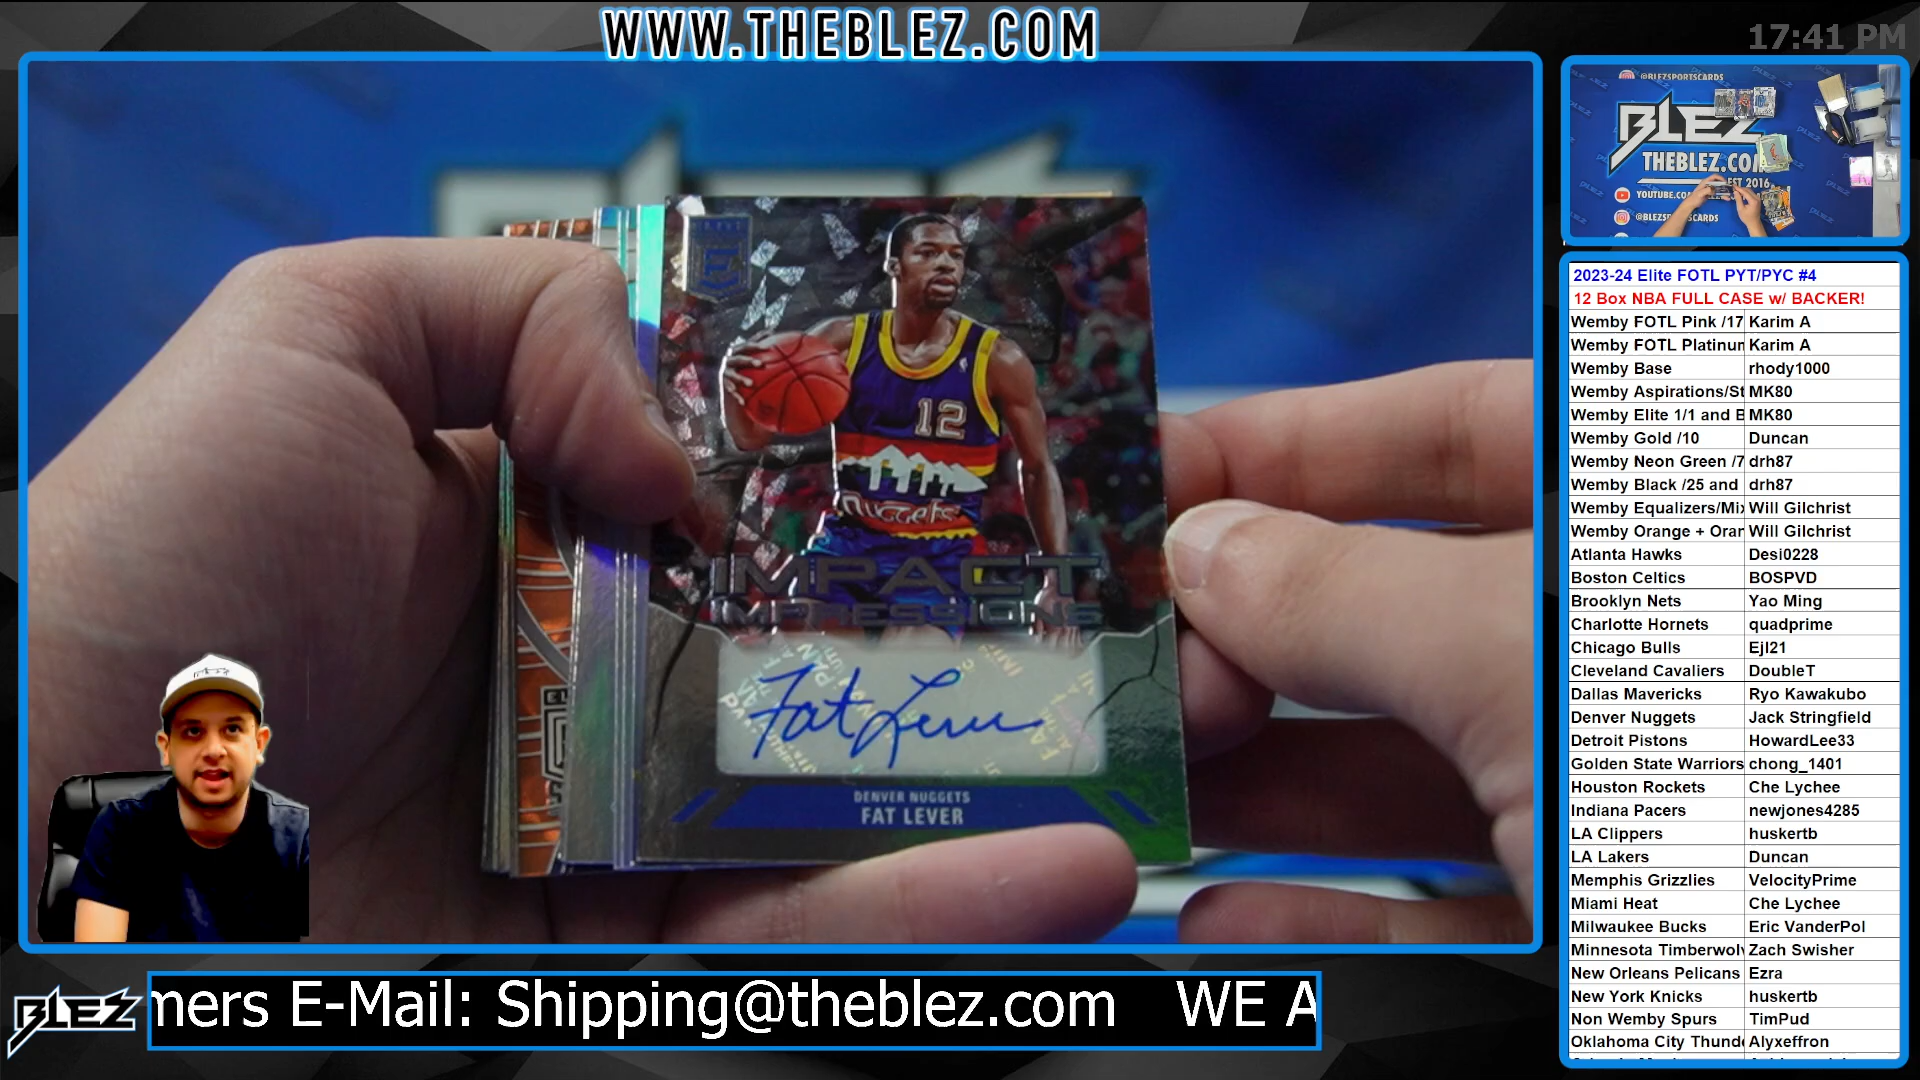 WWW.THEBLEZ.COM
17:41 PM
@BLEZSPORTSCARDS
BLEZ
THEBLEZ.COM
EST 2016
YOUTUBE.CO
E
12
Nuggets
IMPACT
IMPRESSIONS
Fat Lever
DENVER NUGGETS
FAT LEVER
2023-24 Elite FOTL PYT/PYC #4
12 Box NBA FULL CASE w/ BACKER!
Wemby FOTL Pink /17 Karim A
Wemby FOTL Platinum Karim A
Wemby Base rhody1000
Wemby Aspirations/St MK80
Wemby Elite 1/1 and B MK80
Wemby Gold /10 Duncan
Wemby Neon Green /7 drh87
Wemby Black /25 and drh87
Wemby Equalizers/Mix Will Gilchrist
Wemby Orange + Oran Will Gilchrist
Atlanta Hawks Desi0228
Boston Celtics BOSPVD
Brooklyn Nets Yao Ming
Charlotte Hornets quadprime
Chicago Bulls Ejl21
Cleveland Cavaliers DoubleT
Dallas Mavericks Ryo Kawakubo
Denver Nuggets Jack Stringfield
Detroit Pistons HowardLee33
Golden State Warriors chong_1401
Houston Rockets Che Lychee
Indiana Pacers newjones4285
LA Clippers huskertb
LA Lakers Duncan
Memphis Grizzlies VelocityPrime
Miami Heat Che Lychee
Milwaukee Bucks Eric VanderPol
Minnesota Timberwolv Zach Swisher
New Orleans Pelicans Ezra
New York Knicks huskertb
Non Wemby Spurs TimPud
Oklahoma City Thunde Alyxeffron
BLEZ
mers E-Mail: Shipping@theblez.com WE A